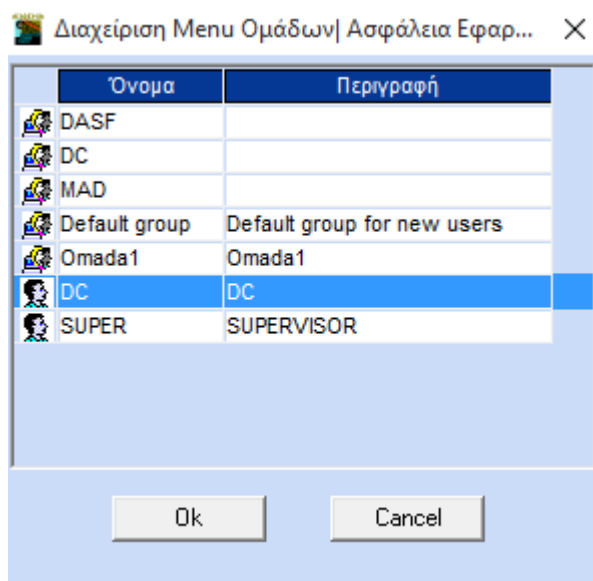 Διαχείριση Menu Ομάδων| Ασφάλεια Εφαρ...
Όνομα Περιγραφή
DASF
DC
MAD
Default group Default group for new users
Omada1 Omada1
DC DC
SUPER SUPERVISOR
Ok Cancel